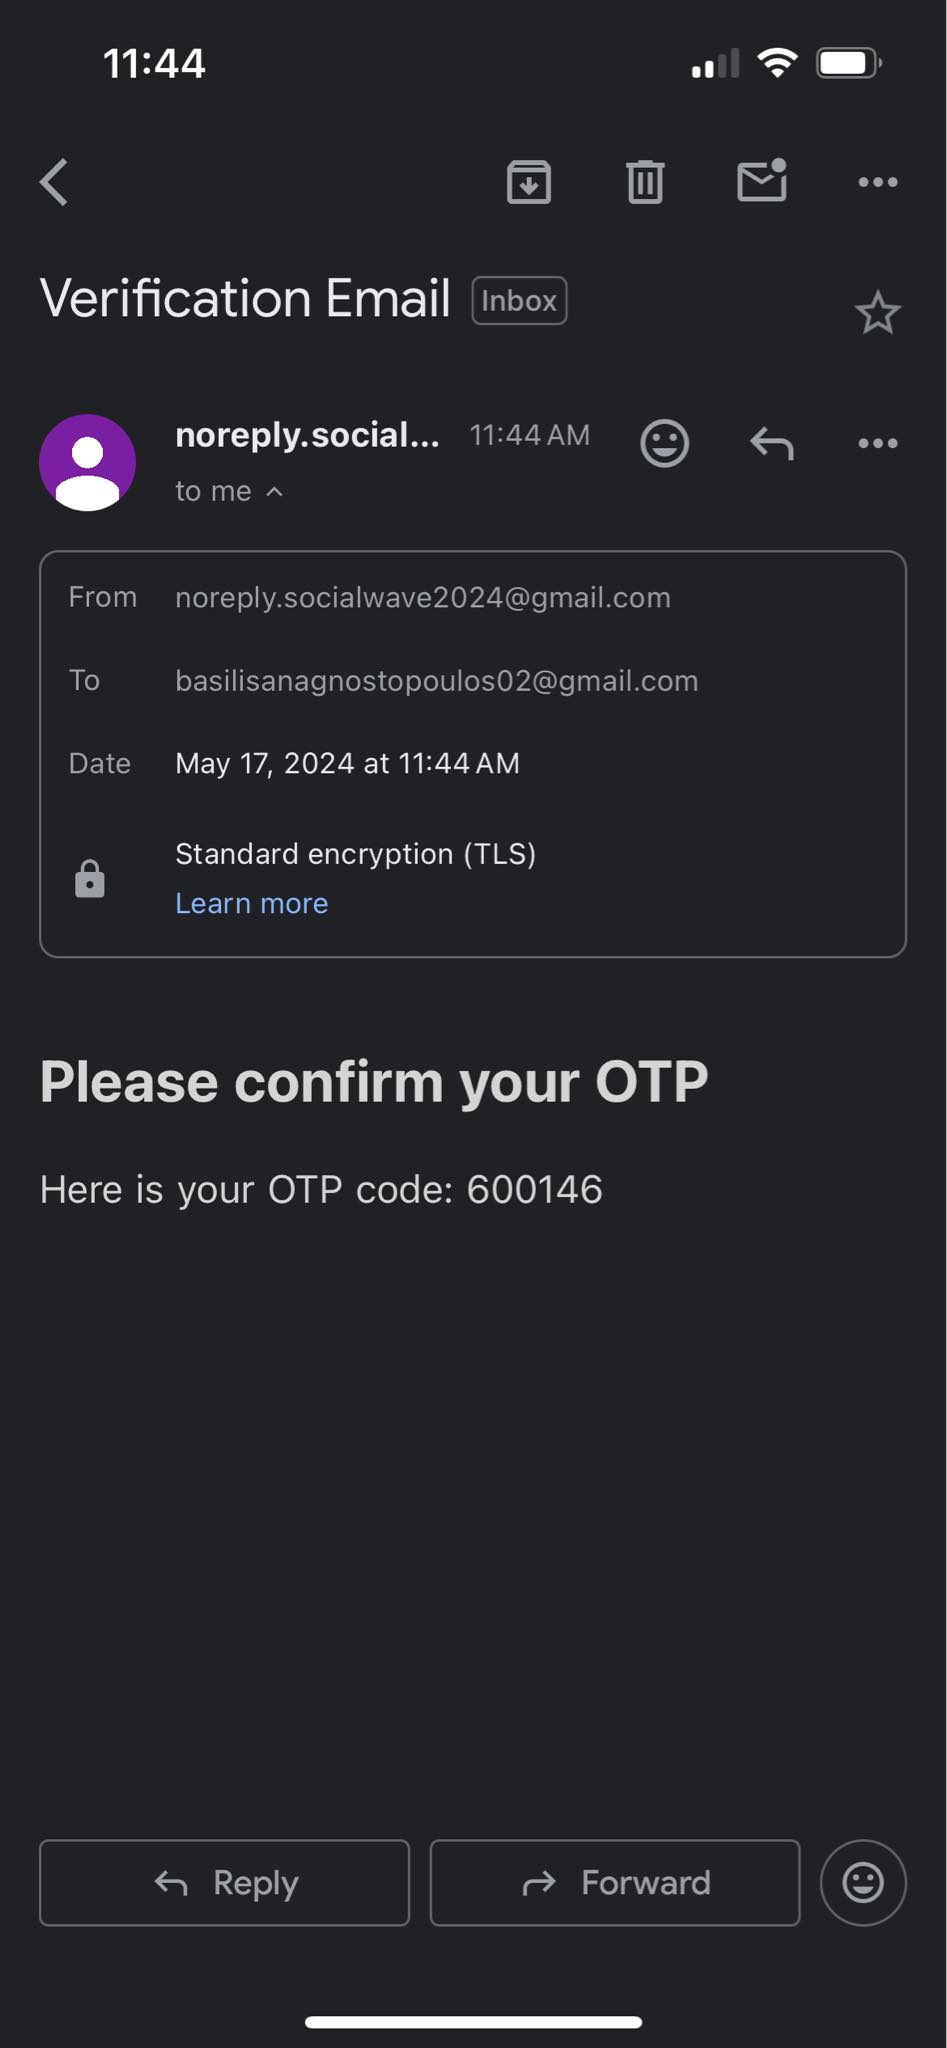 11:44
Verification Email Inbox
noreply.social... 11:44 AM
to me
From noreply.socialwave2024@gmail.com
To basilisanagnostopoulos02@gmail.com
Date May 17, 2024 at 11:44 AM
Standard encryption (TLS)
Learn more
Please confirm your OTP
Here is your OTP code: 600146
Reply Forward